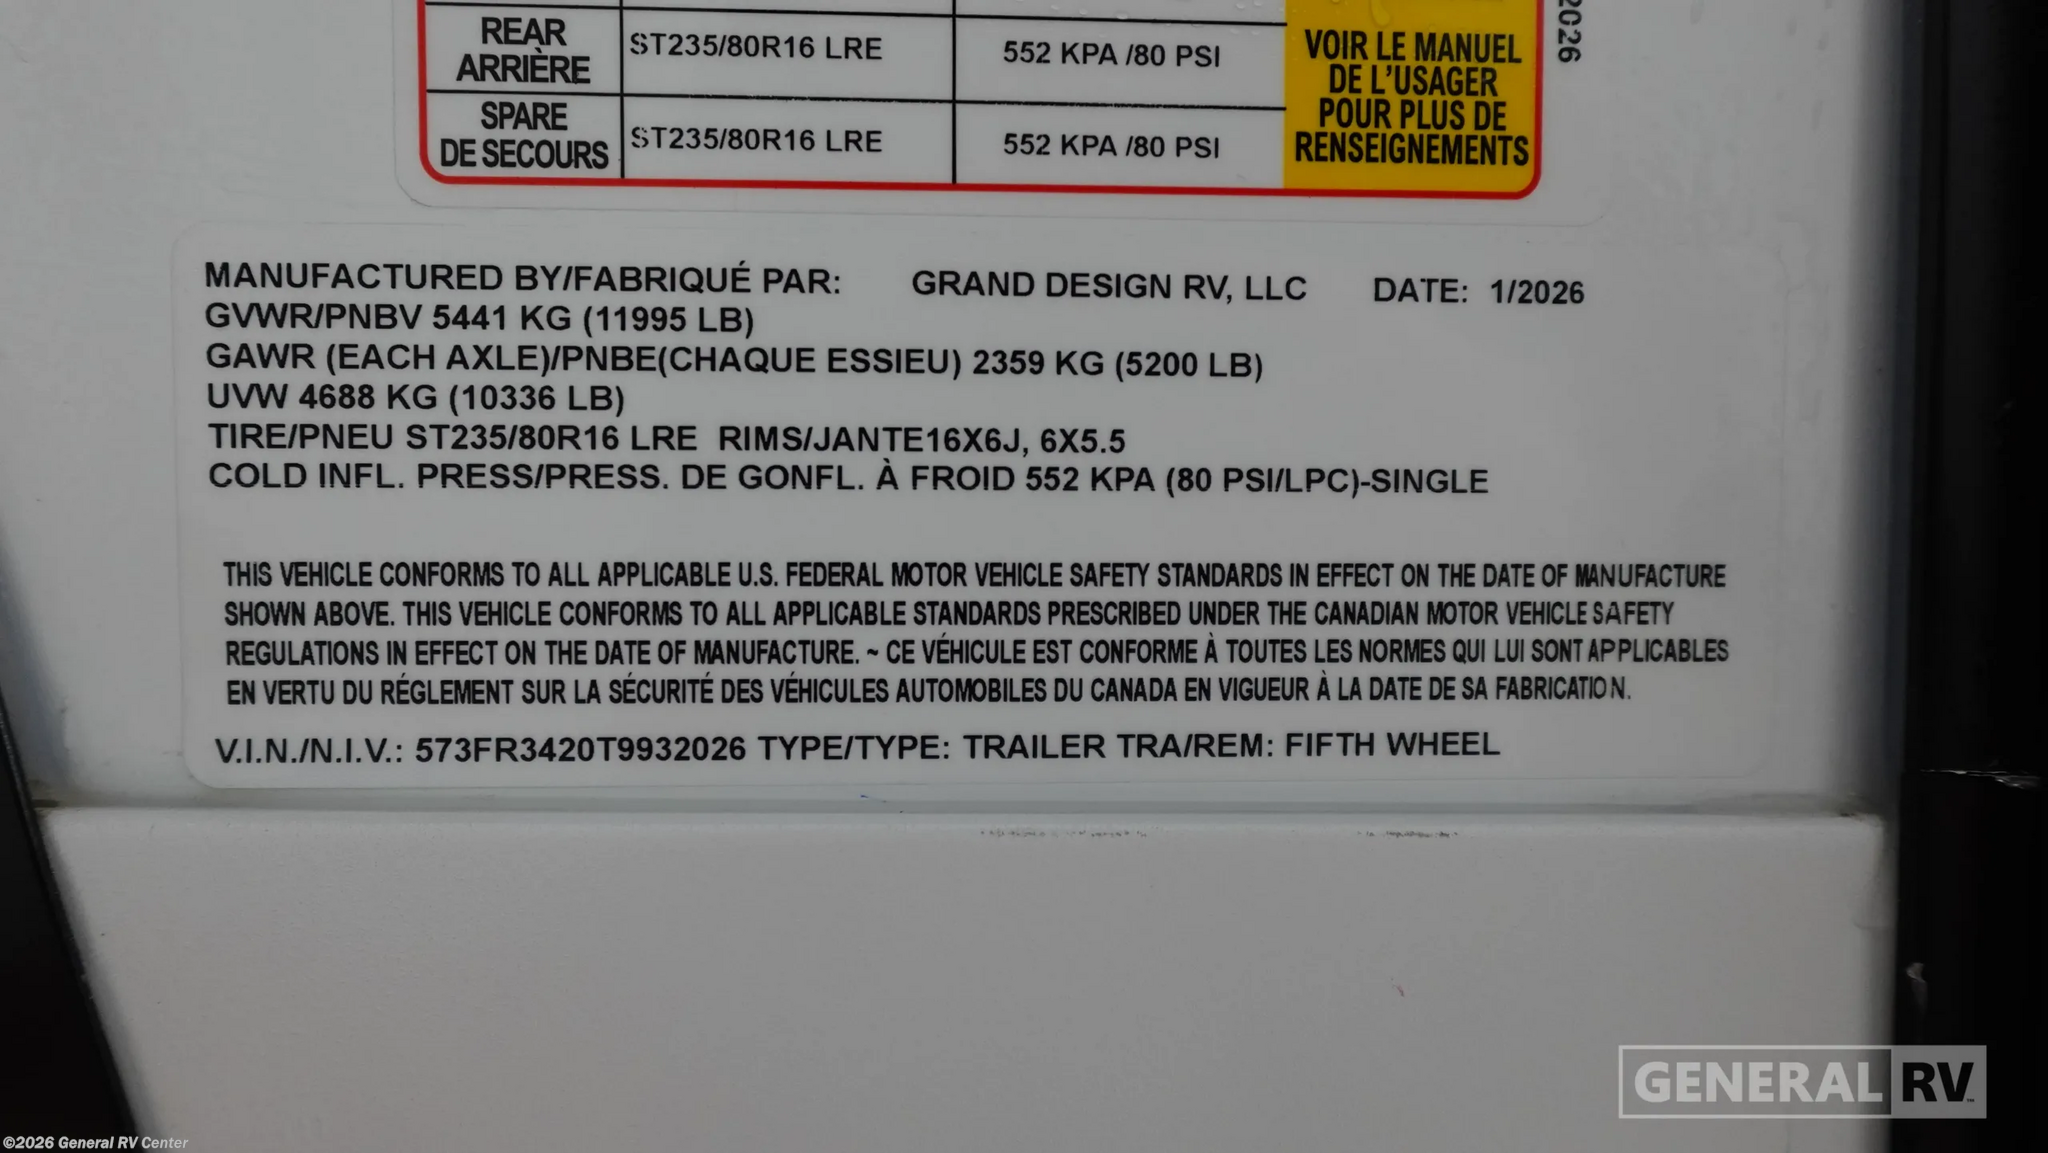 REAR
ARRIÈRE
ST235/80R16 LRE
552 KPA /80 PSI
SPARE
DE SECOURS
ST235/80R16 LRE
552 KPA /80 PSI
VOIR LE MANUEL
DE L'USAGER
POUR PLUS DE
RENSEIGNEMENTS
2026
MANUFACTURED BY/FABRIQUÉ PAR: GRAND DESIGN RV, LLC DATE: 1/2026
GVWR/PNBV 5441 KG (11995 LB)
GAWR (EACH AXLE)/PNBE(CHAQUE ESSIEU) 2359 KG (5200 LB)
UVW 4688 KG (10336 LB)
TIRE/PNEU ST235/80R16 LRE RIMS/JANTE16X6J, 6X5.5
COLD INFL. PRESS/PRESS. DE GONFL. À FROID 552 KPA (80 PSI/LPC)-SINGLE
THIS VEHICLE CONFORMS TO ALL APPLICABLE U.S. FEDERAL MOTOR VEHICLE SAFETY STANDARDS IN EFFECT ON THE DATE OF MANUFACTURE
SHOWN ABOVE. THIS VEHICLE CONFORMS TO ALL APPLICABLE STANDARDS PRESCRIBED UNDER THE CANADIAN MOTOR VEHICLE SAFETY
REGULATIONS IN EFFECT ON THE DATE OF MANUFACTURE. ~ CE VÉHICULE EST CONFORME À TOUTES LES NORMES QUI LUI SONT APPLICABLES
EN VERTU DU RÉGLEMENT SUR LA SÉCURITÉ DES VÉHICULES AUTOMOBILES DU CANADA EN VIGUEUR À LA DATE DE SA FABRICATION.
V.I.N./N.I.V.: 573FR3420T9932026 TYPE/TYPE: TRAILER TRA/REM: FIFTH WHEEL
GENERAL RV
©2026 General RV Center